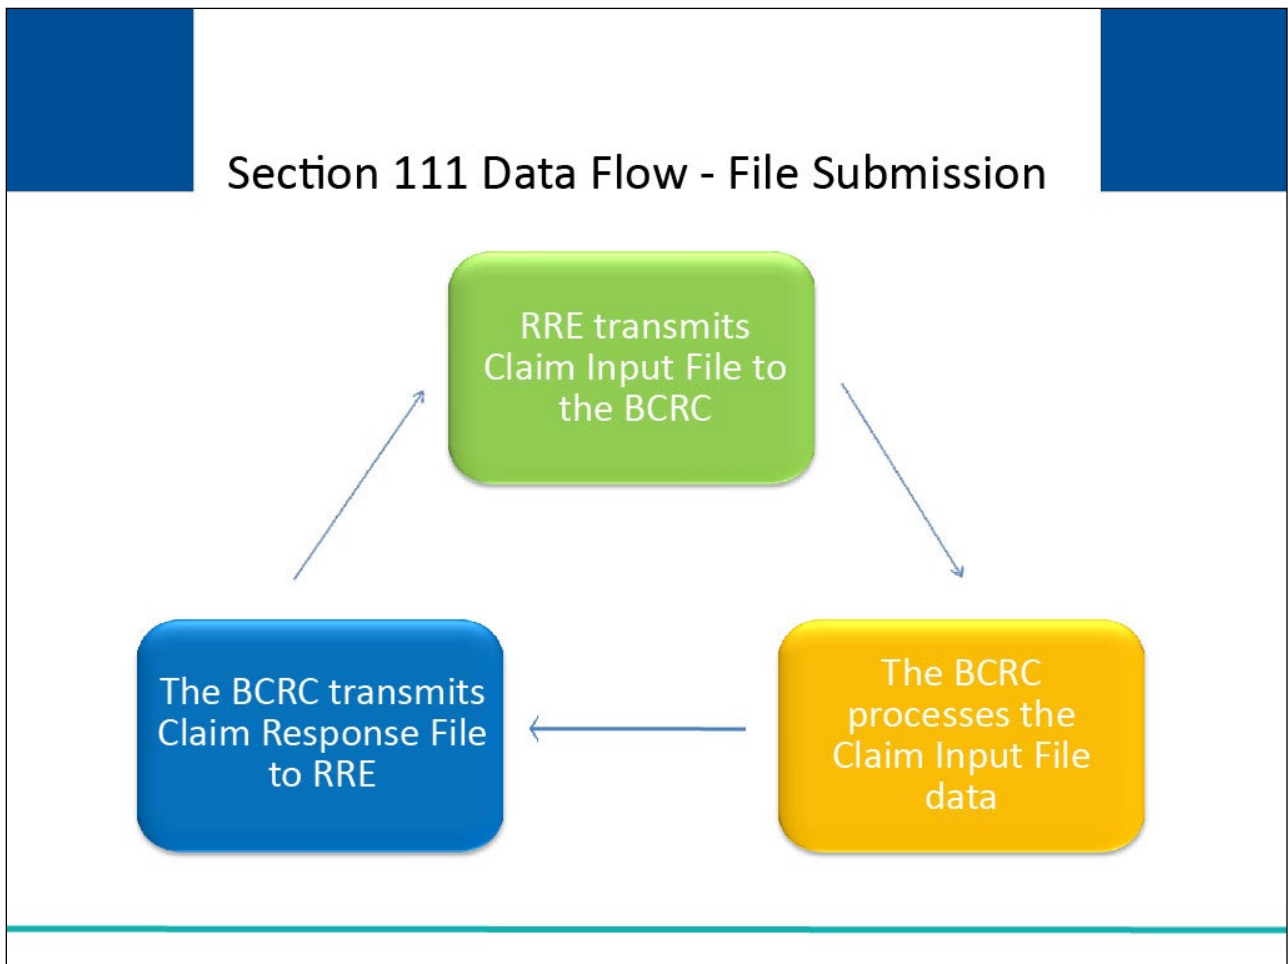 Section 111 Data Flow - File Submission
RRE transmits
Claim Input File to
the BCRC
The BCRC transmits
Claim Response File
to RRE
The BCRC
processes the
Claim Input File
data